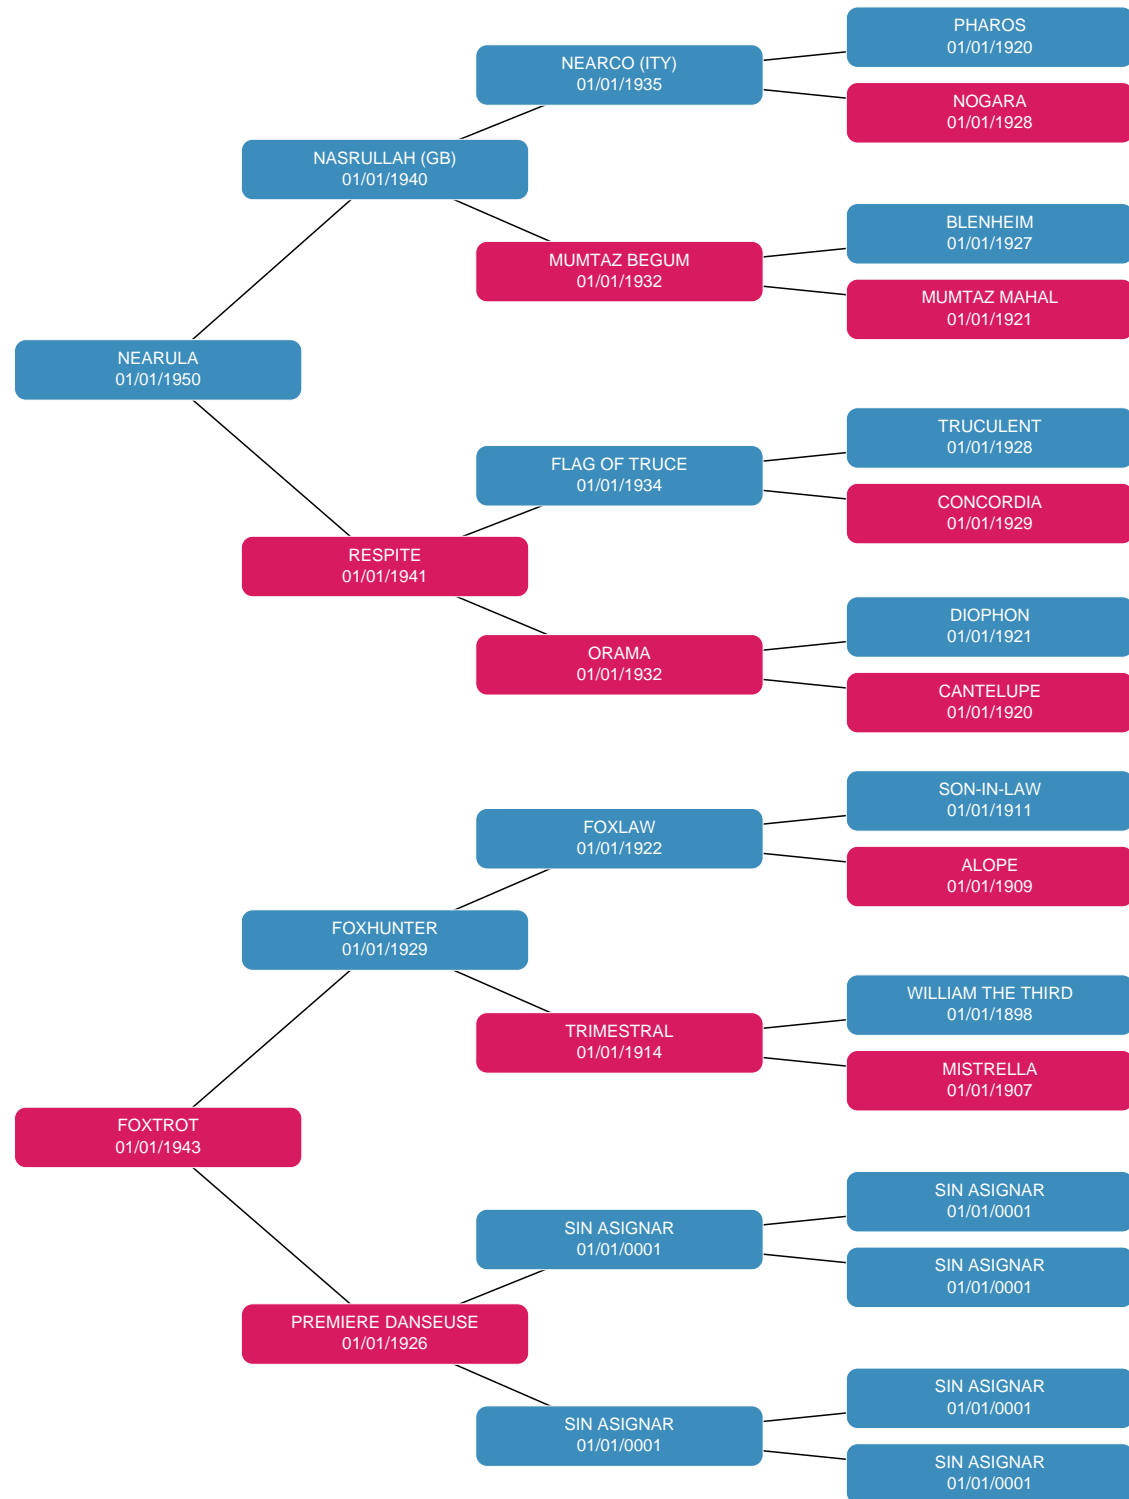 PHAROS
01/01/1920
NEARCO (ITY)
01/01/1935
NOGARA
01/01/1928
NASRULLAH (GB)
01/01/1940
BLENHEIM
01/01/1927
MUMTAZ BEGUM
01/01/1932
MUMTAZ MAHAL
01/01/1921
NEARULA
01/01/1950
TRUCULENT
01/01/1928
FLAG OF TRUCE
01/01/1934
CONCORDIA
01/01/1929
RESPITE
01/01/1941
DIOPHON
01/01/1921
ORAMA
01/01/1932
CANTELUPE
01/01/1920
SON-IN-LAW
01/01/1911
FOXLAW
01/01/1922
ALOPE
01/01/1909
FOXHUNTER
01/01/1929
WILLIAM THE THIRD
01/01/1898
TRIMESTRAL
01/01/1914
MISTRELLA
01/01/1907
FOXTROT
01/01/1943
SIN ASIGNAR
01/01/0001
SIN ASIGNAR
01/01/0001
SIN ASIGNAR
01/01/0001
PREMIERE DANSEUSE
01/01/1926
SIN ASIGNAR
01/01/0001
SIN ASIGNAR
01/01/0001
SIN ASIGNAR
01/01/0001